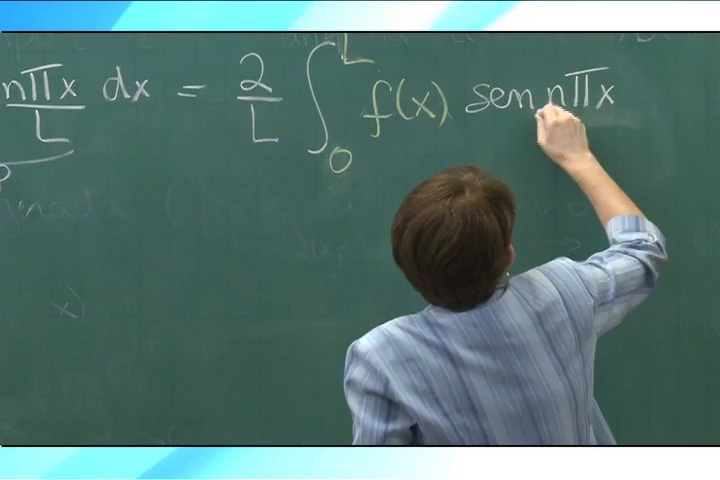 nπx/L dx = 2/L ∫₀ᴸ f(x) sen nπx
x)